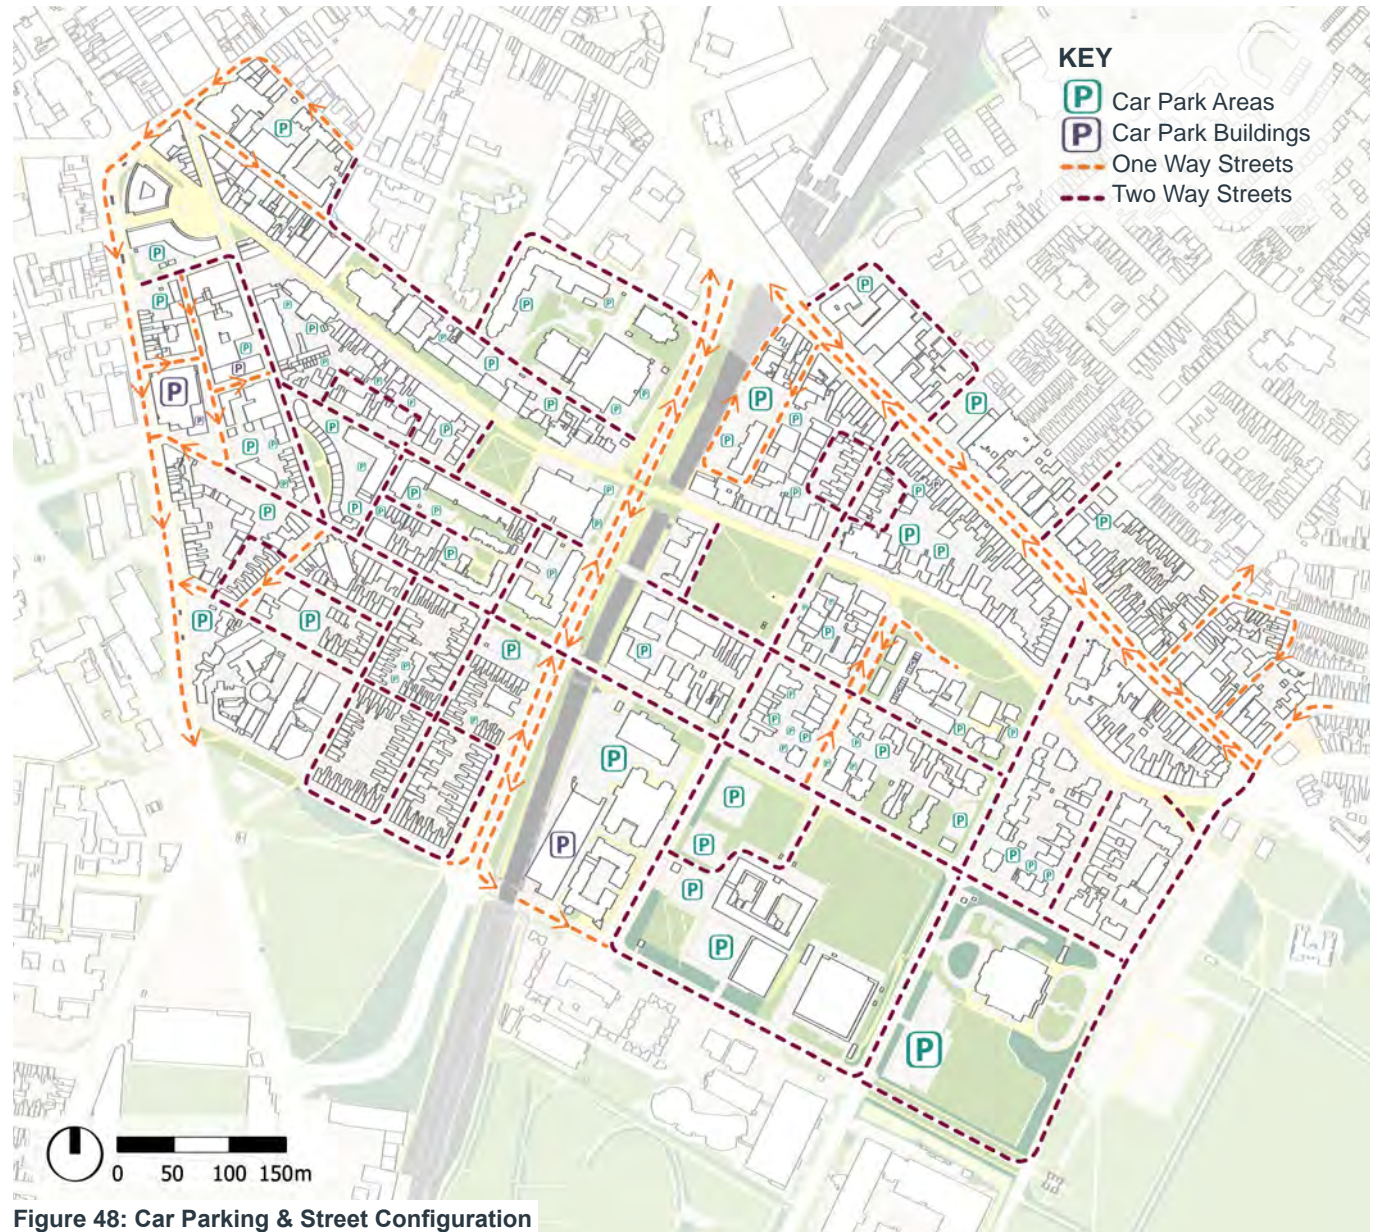 KEY
P Car Park Areas
P Car Park Buildings
One Way Streets
Two Way Streets
0 50 100 150m
Figure 48: Car Parking & Street Configuration